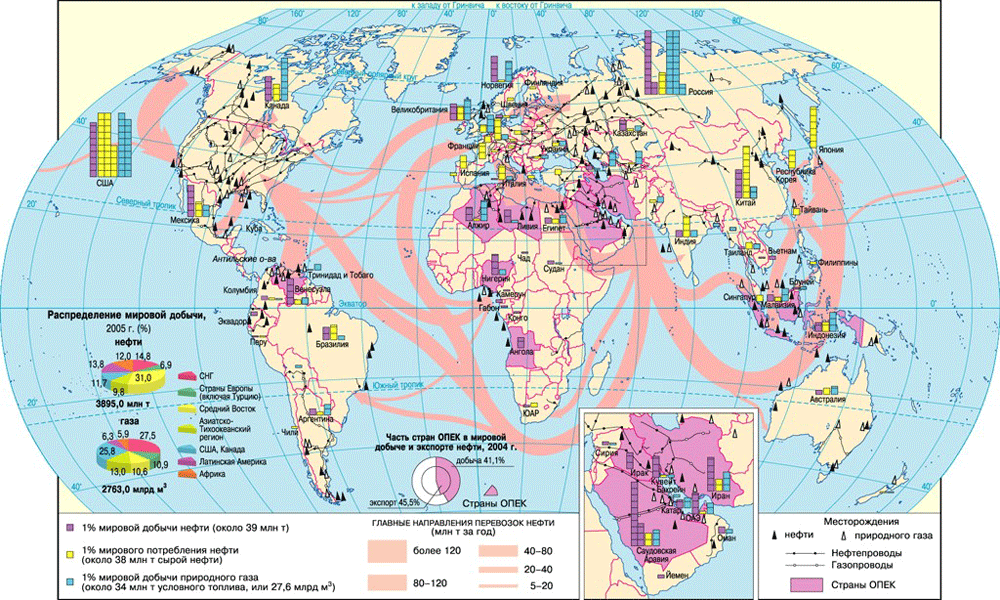 к западу от Гринвича к востоку от Гринвича
80° 160° 120° 80° 40° 0° 40° 80° 120° 160° 80°
Северный полярный круг
40° 40°
20° 20°
Северный тропик
Экватор
Южный тропик
20° 20°
40° 40°
США
Канада
Мексика
Куба
Антильские о-ва
Тринидад и Тобаго
Колумбия
Венесуэла
Эквадор
Перу
Бразилия
Чили
Аргентина
Норвегия
Финляндия
Швеция
Великобритания
Франция
Испания
Италия
Украина
Россия
Казахстан
Алжир
Ливия
Египет
Чад
Судан
Нигерия
Камерун
Габон
Конго
Ангола
ЮАР
Китай
Республика
Корея
Япония
Тайвань
Индия
Таиланд
Вьетнам
Филиппины
Бруней
Сингапур
Малайзия
Индонезия
Австралия
Распределение мировой добычи,
2005 г. (%)
нефти
12,0 14,8
13,8 6,9
11,7 31,0
9,8
3895,0 млн т
газа
6,3 5,9 27,5
25,8
13,0 10,6 10,9
2763,0 млрд м³
СНГ
Страны Европы
(включая Турцию)
Средний Восток
Азиатско-
Тихоокеанский
регион
США, Канада
Латинская Америка
Африка
Часть стран ОПЕК в мировой
добыче и экспорте нефти, 2004 г.
добыча 41,1%
экспорт 45,5%
Страны ОПЕК
Сирия
Ирак
Кувейт
Бахрейн
Иран
Катар
ОАЭ
Оман
Саудовская
Аравия
Йемен
1% мировой добычи нефти (около 39 млн т)
1% мирового потребления нефти
(около 38 млн т сырой нефти)
1% мировой добычи природного газа
(около 34 млн т условного топлива, или 27,6 млрд м³)
ГЛАВНЫЕ НАПРАВЛЕНИЯ ПЕРЕВОЗОК НЕФТИ
(млн т за год)
более 120 40–80
20–40
80–120 5–20
Месторождения
нефти природного газа
Нефтепроводы
Газопроводы
Страны ОПЕК